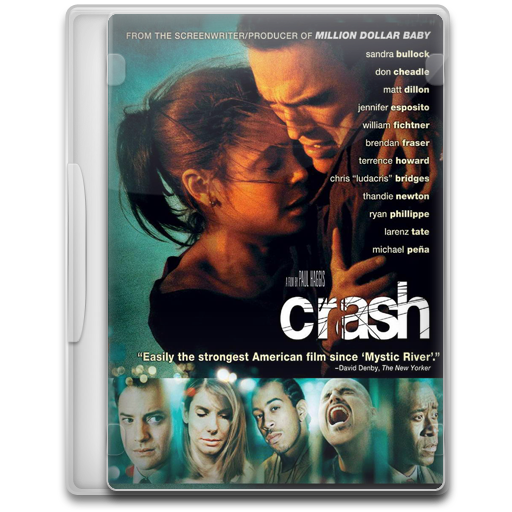 FROM THE SCREENWRITER/PRODUCER OF MILLION DOLLAR BABY
sandra bullock
don cheadle
matt dillon
jennifer esposito
william fichtner
brendan fraser
terrence howard
chris "ludacris" bridges
thandie newton
ryan phillippe
larenz tate
michael peña
A FILM BY PAUL HAGGIS
crash
"Easily the strongest American film since 'Mystic River'."
–David Denby, The New Yorker